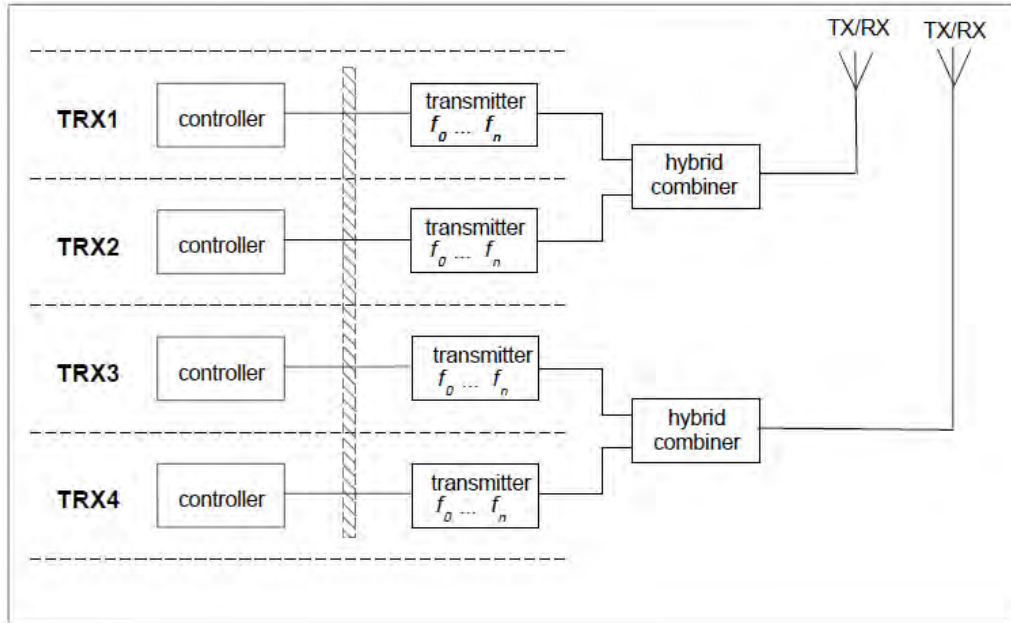 TX/RX TX/RX
TRX1 controller transmitter
f0 ... fn
hybrid
combiner
TRX2 controller transmitter
f0 ... fn
TRX3 controller transmitter
f0 ... fn
hybrid
combiner
TRX4 controller transmitter
f0 ... fn